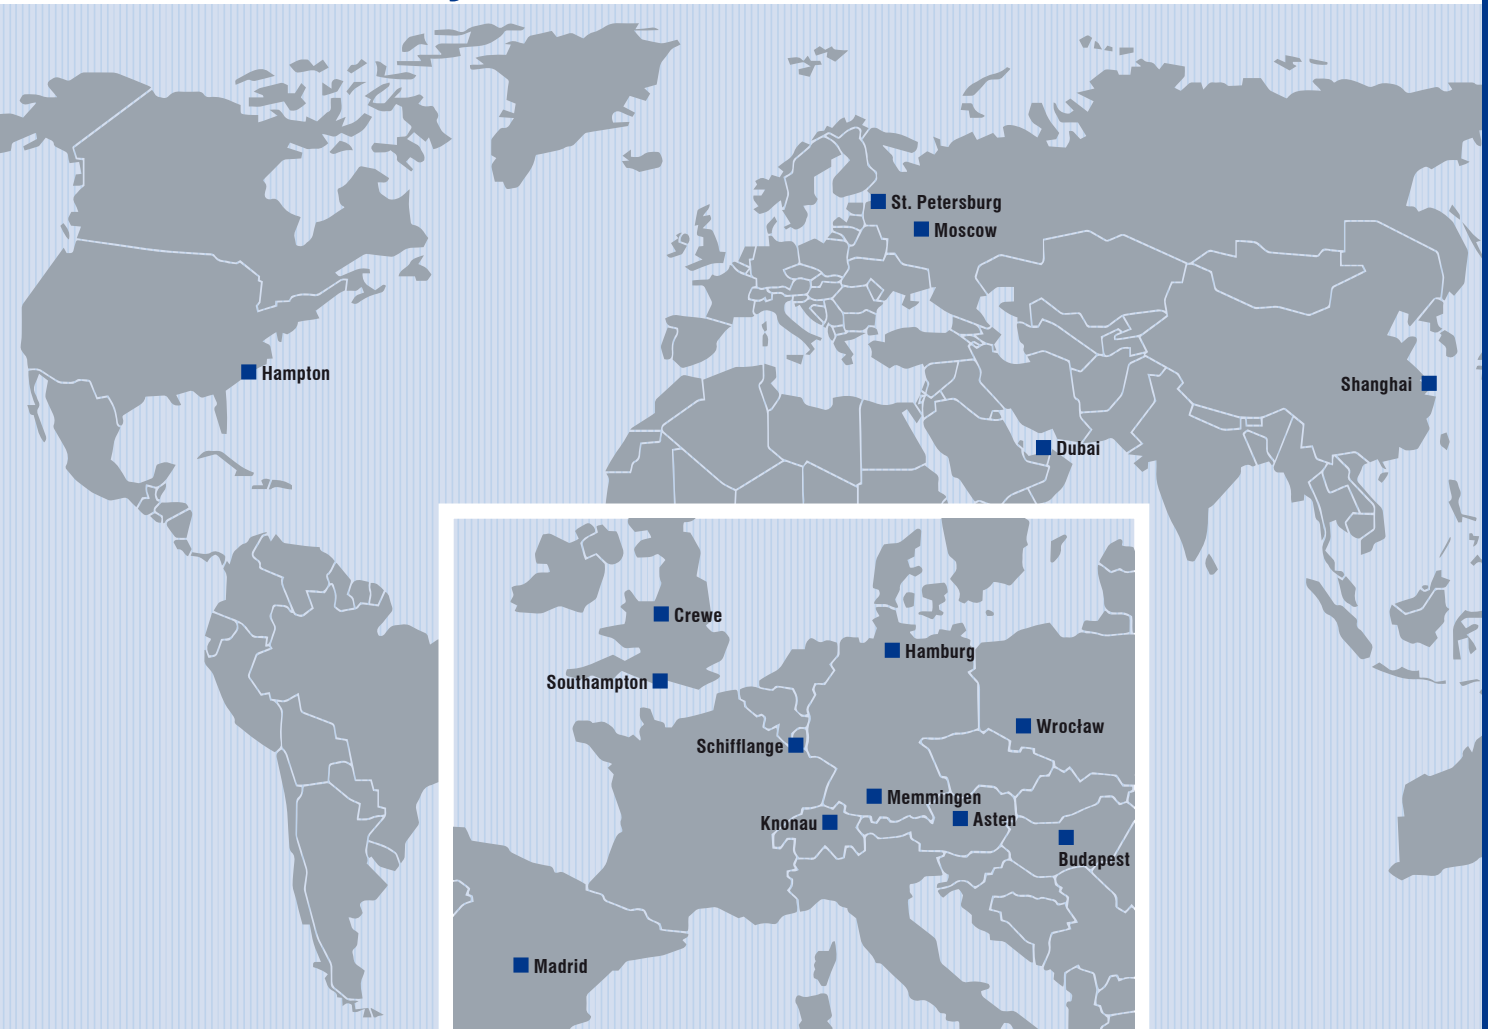 St. Petersburg
Moscow
Hampton
Shanghai
Dubai
Crewe
Hamburg
Southampton
Wrocław
Schifflange
Memmingen
Asten
Knonau
Budapest
Madrid